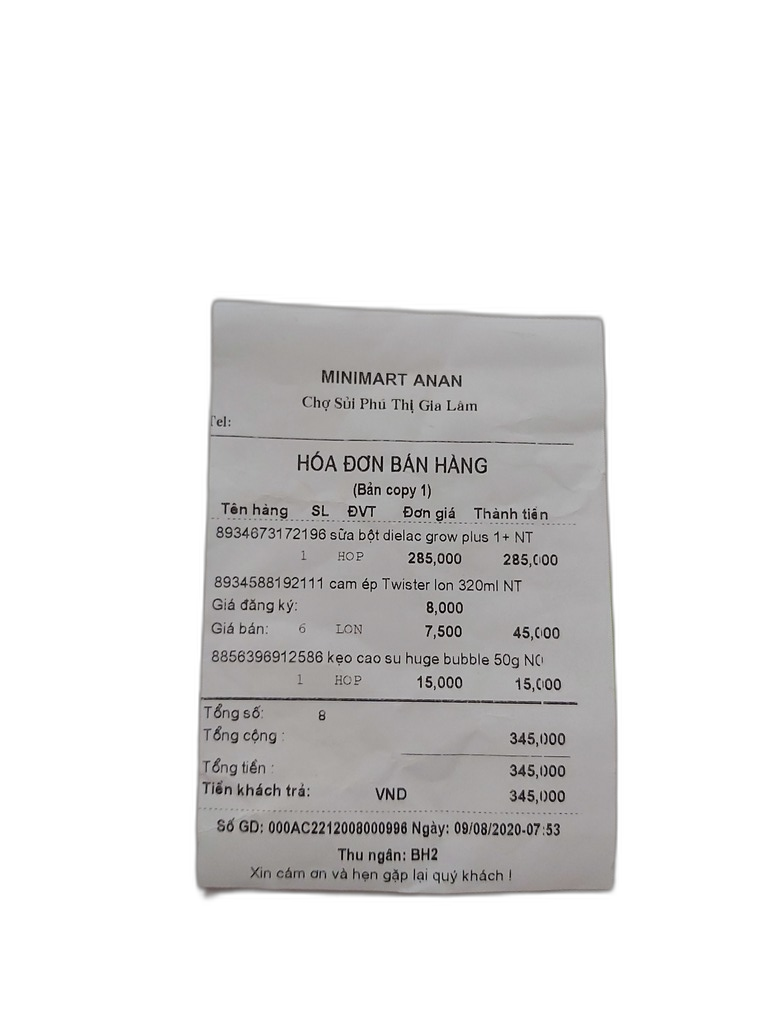 MINIMART ANAN
Chợ Sủi Phú Thị Gia Lâm
Tel:
HÓA ĐƠN BÁN HÀNG
(Bản copy 1)
Tên hàng SL ĐVT Đơn giá Thành tiền
8934673172196 sữa bột dielac grow plus 1+ NT
1 HOP 285,000 285,000
8934588192111 cam ép Twister lon 320ml NT
Giá đăng ký: 8,000
Giá bán: 6 LON 7,500 45,000
8856396912586 kẹo cao su huge bubble 50g
1 HOP 15,000 15,000
Tổng số: 8
Tổng cộng : 345,000
Tổng tiền : 345,000
Tiền khách trả: VND 345,000
Số GD: 000AC2212008000996 Ngày: 09/08/2020-07:53
Thu ngân: BH2
Xin cám ơn và hẹn gặp lại quý khách !